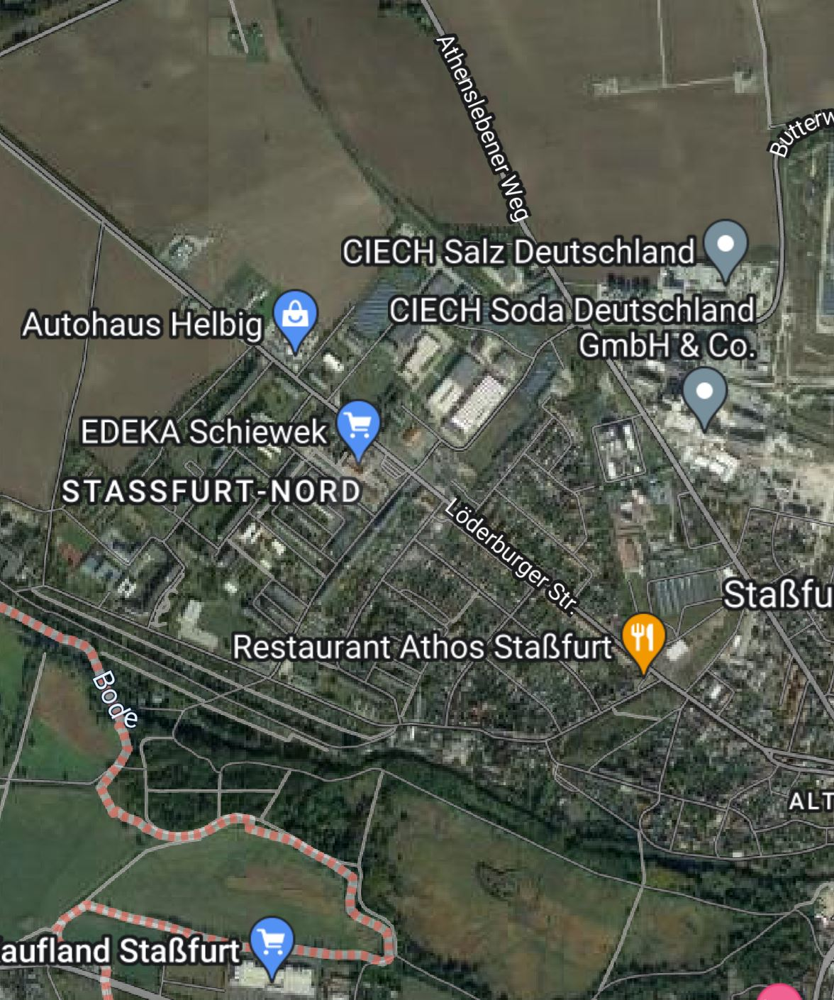 Athenslebener Weg
Butterw
CIECH Salz Deutschland
CIECH Soda Deutschland
GmbH & Co.
Autohaus Helbig
EDEKA Schiewek
STASSFURT-NORD
Löderburger Str.
Staßfu
Restaurant Athos Staßfurt
Bode
ALT
aufland Staßfurt